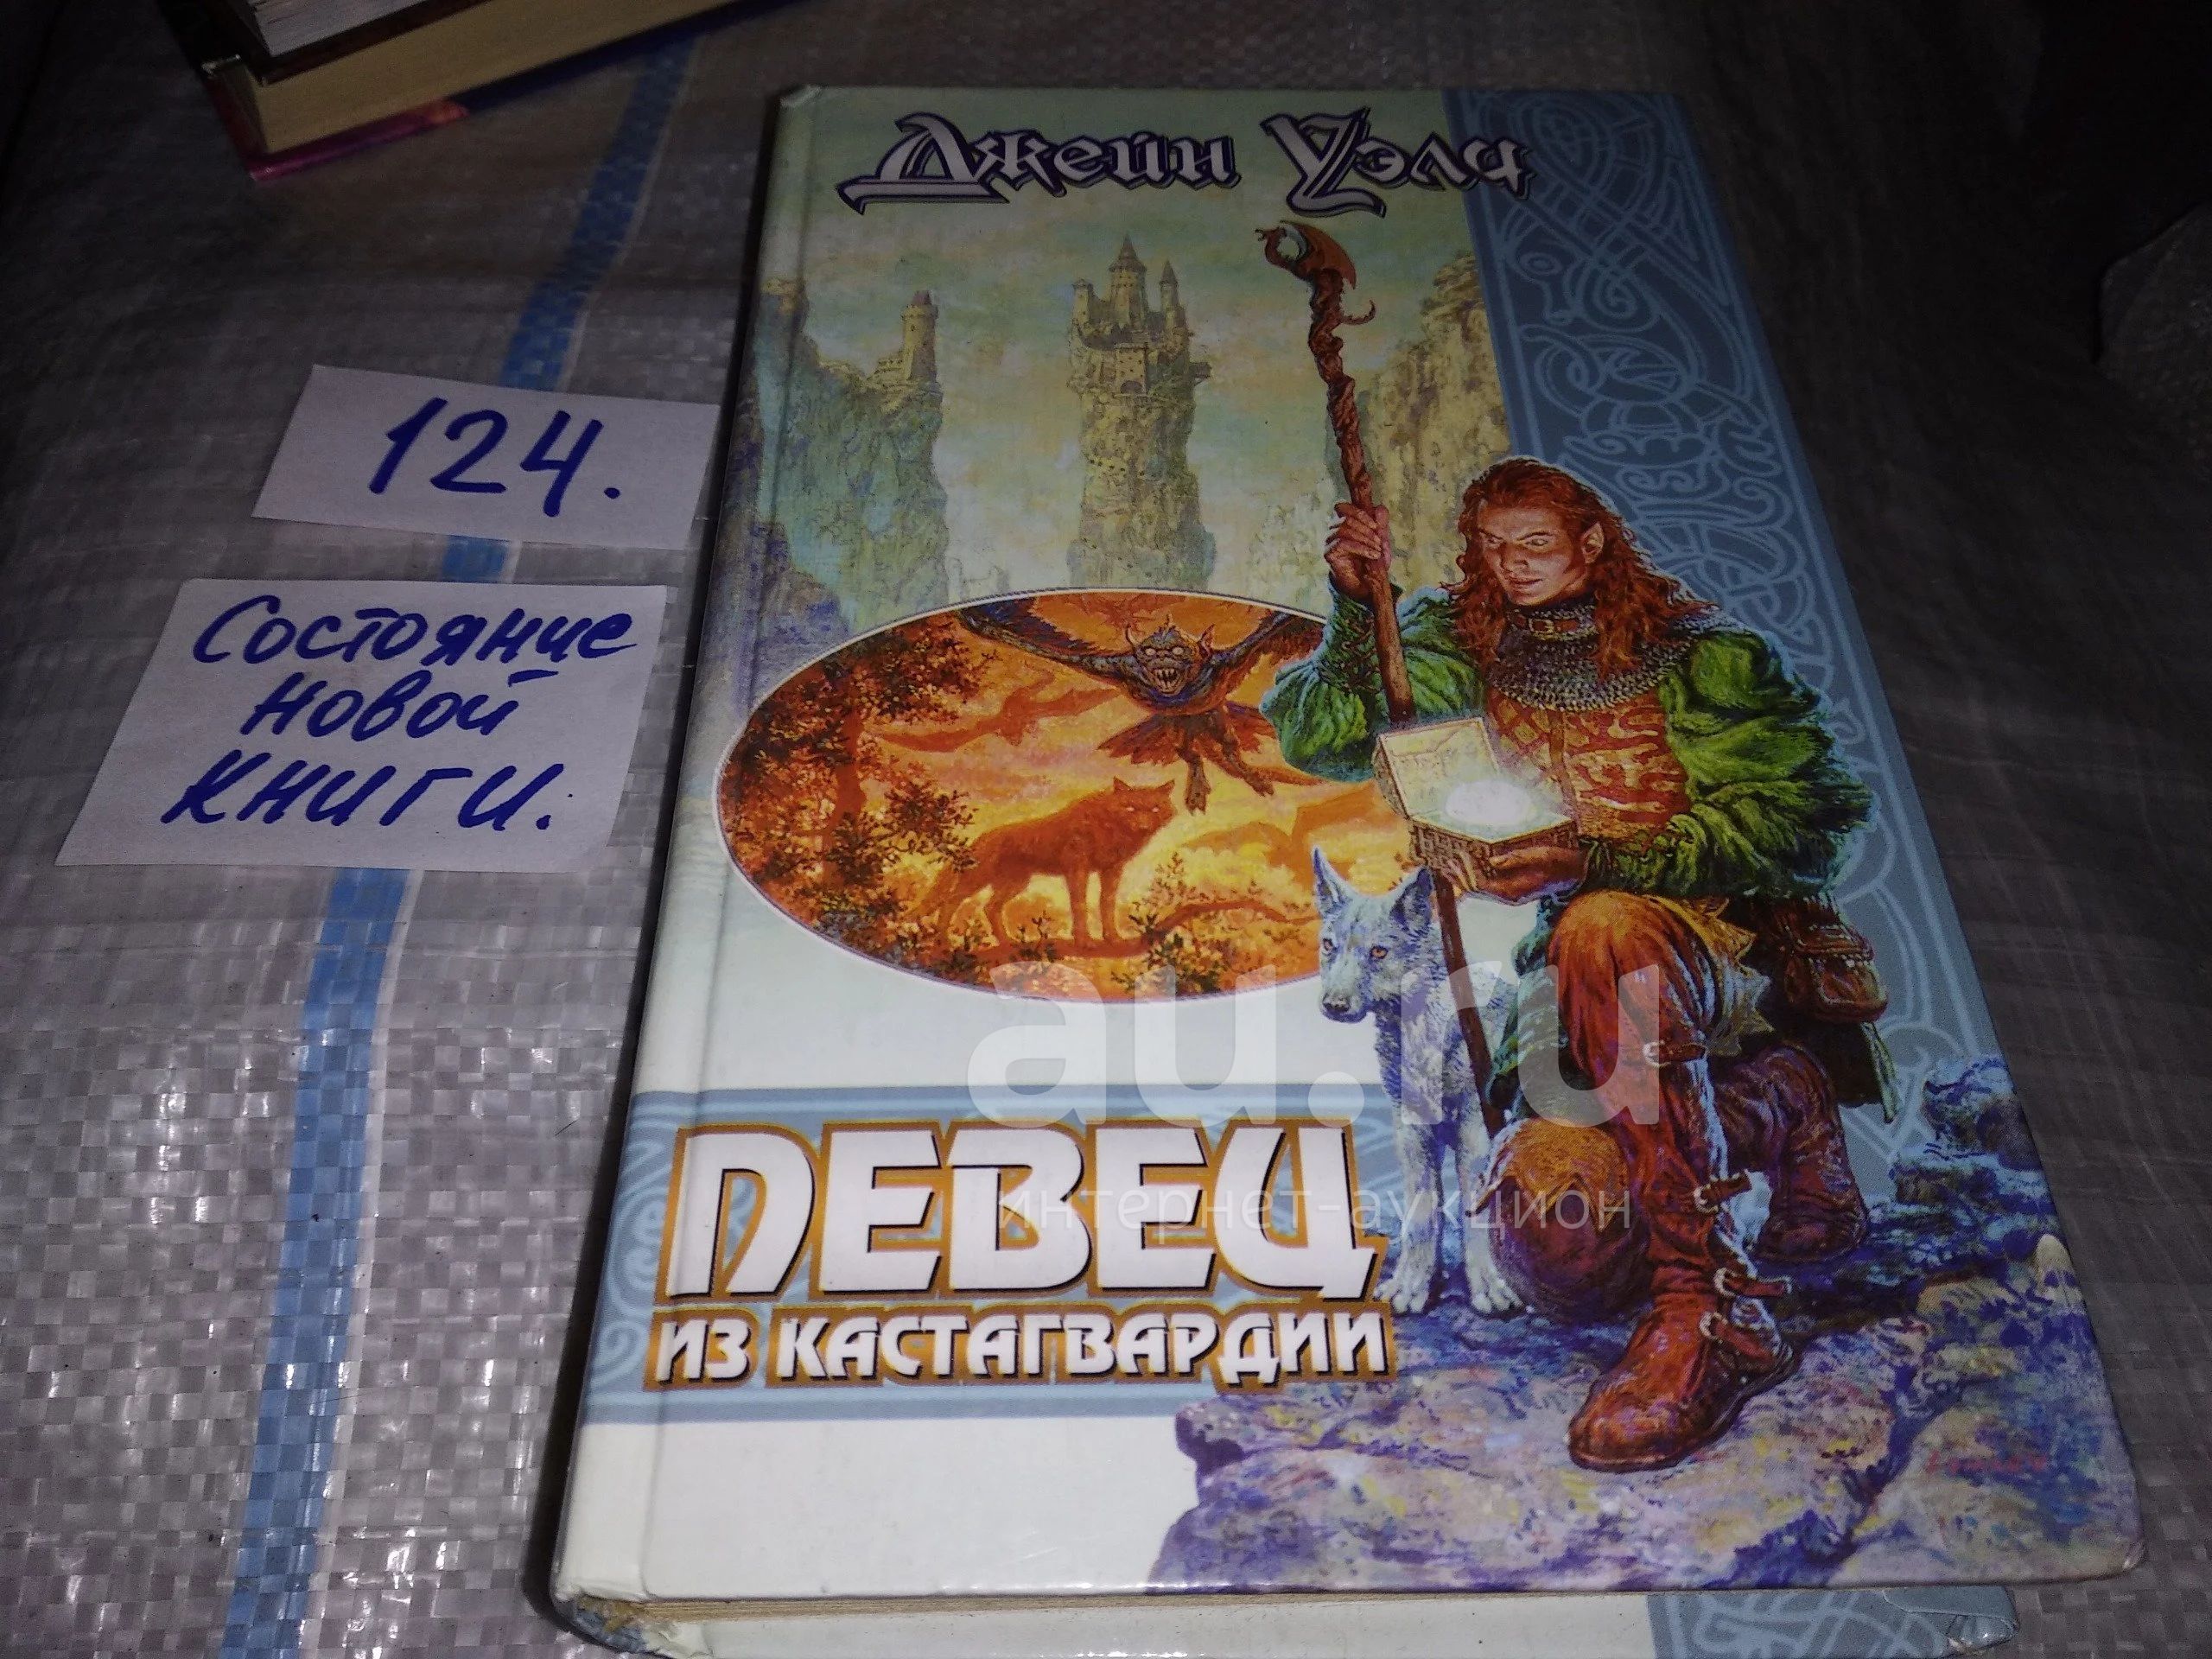 Джейн Уэлч
124.
Состояние
новой
книги.
au.ru
интернет-аукцион
ПЕВЕЦ
ИЗ КАСТАГВАРДИИ